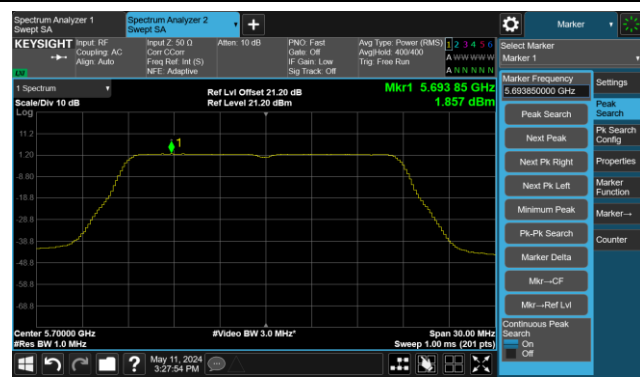 Spectrum Analyzer 1
Swept SA
Spectrum Analyzer 2
Swept SA
+
Marker
KEYSIGHT
Input: RF
Coupling: AC
Align: Auto
Input Z: 50 Ω
Corr CCorr
Freq Ref: Int (S)
NFE: Adaptive
Atten: 10 dB
PNO: Fast
Gate: Off
IF Gain: Low
Sig Track: Off
Avg Type: Power (RMS)
Avg|Hold: 400/400
Trig: Free Run
1 2 3 4 5 6
A W W W W W
A N N N N N
Select Marker
Marker 1
1 Spectrum
Scale/Div 10 dB
Log
Ref Lvl Offset 21.20 dB
Ref Level 21.20 dBm
Mkr1 5.693 85 GHz
1.857 dBm
11.2
1.20
-8.80
-18.8
-28.8
-38.8
-48.8
-58.8
-68.8
1
Center 5.70000 GHz
#Res BW 1.0 MHz
#Video BW 3.0 MHz*
Span 30.00 MHz
Sweep 1.00 ms (201 pts)
Marker Frequency
5.693850000 GHz
Peak Search
Next Peak
Next Pk Right
Next Pk Left
Minimum Peak
Pk-Pk Search
Marker Delta
Mkr→CF
Mkr→Ref Lvl
Continuous Peak
Search
On
Off
Settings
Peak
Search
Pk Search
Config
Properties
Marker
Function
Marker→
Counter
?
May 11, 2024
3:27:54 PM